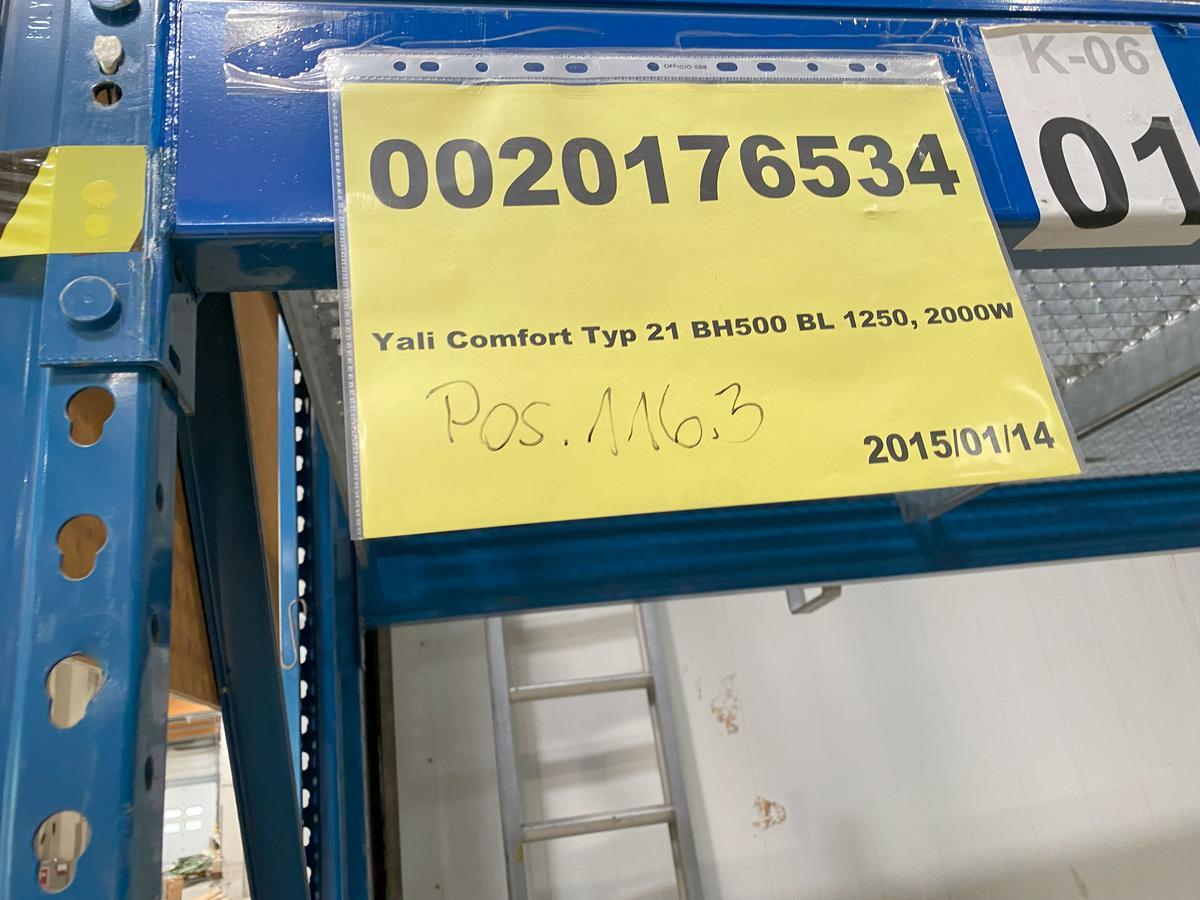 K-06
01
0020176534
Yali Comfort Typ 21 BH500 BL 1250, 2000W
Pos. 116.3
2015/01/14